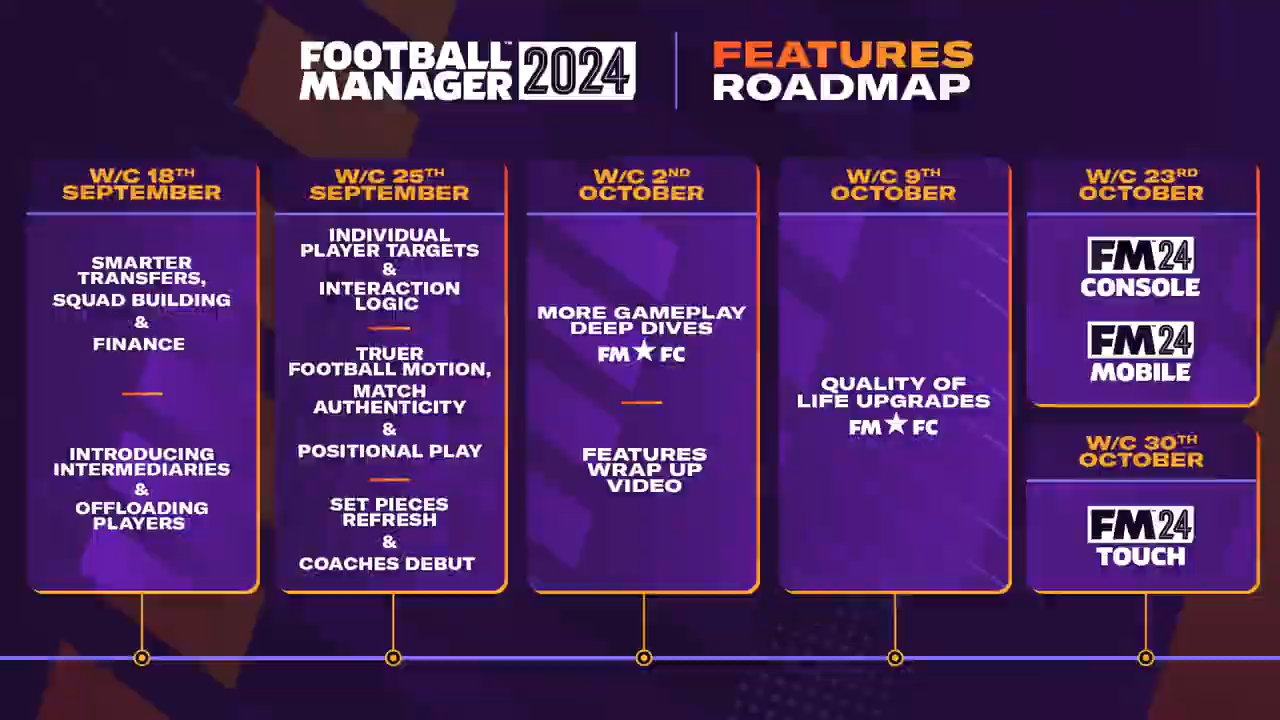 FOOTBALL™
MANAGER 2024
FEATURES
ROADMAP
W/C 18TH
SEPTEMBER
SMARTER
TRANSFERS,
SQUAD BUILDING
&
FINANCE
INTRODUCING
INTERMEDIARIES
&
OFFLOADING
PLAYERS
W/C 25TH
SEPTEMBER
INDIVIDUAL
PLAYER TARGETS
&
INTERACTION
LOGIC
TRUER
FOOTBALL MOTION,
MATCH
AUTHENTICITY
&
POSITIONAL PLAY
SET PIECES
REFRESH
&
COACHES DEBUT
W/C 2ND
OCTOBER
MORE GAMEPLAY
DEEP DIVES
FM★FC
FEATURES
WRAP UP
VIDEO
W/C 9TH
OCTOBER
QUALITY OF
LIFE UPGRADES
FM★FC
W/C 23RD
OCTOBER
FM24
CONSOLE
FM24
MOBILE
W/C 30TH
OCTOBER
FM24
TOUCH